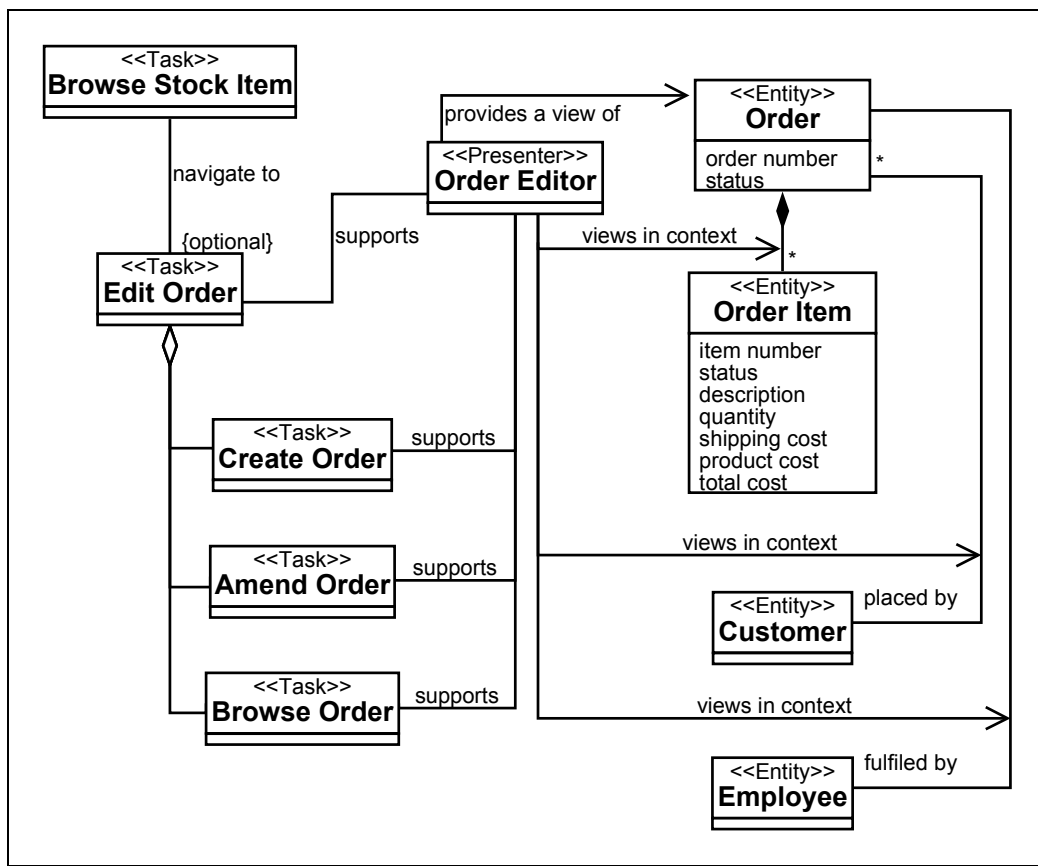 <<Task>>
Browse Stock Item
navigate to
{optional}
<<Task>>
Edit Order
supports
<<Presenter>>
Order Editor
provides a view of
<<Entity>>
Order
order number
status
*
views in context
*
<<Entity>>
Order Item
item number
status
description
quantity
shipping cost
product cost
total cost
<<Task>>
Create Order
supports
<<Task>>
Amend Order
supports
<<Task>>
Browse Order
supports
views in context
<<Entity>>
Customer
placed by
views in context
<<Entity>>
Employee
fulfiled by